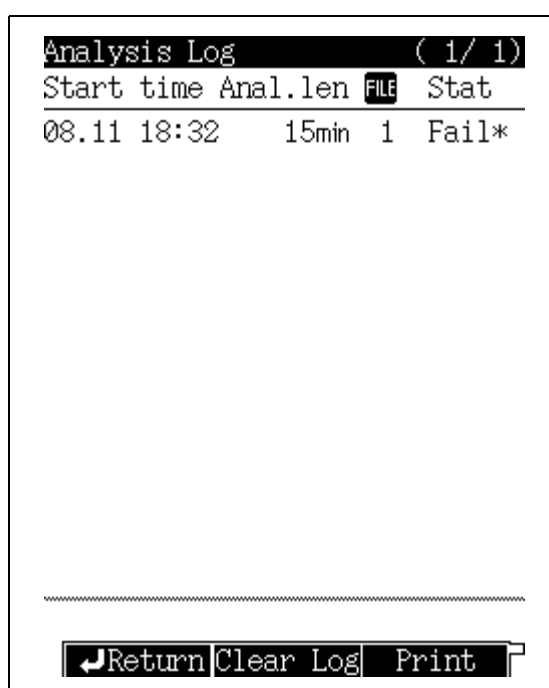 Analysis Log ( 1/ 1)
Start time Anal.len FILE Stat
08.11 18:32 15min 1 Fail*
↵Return Clear Log Print